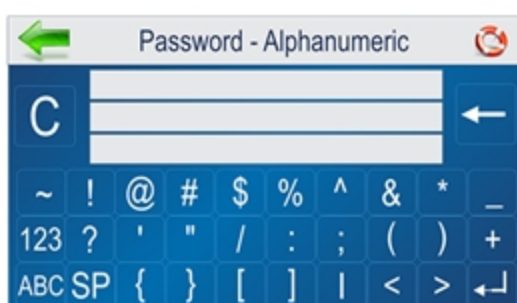 Password - Alphanumeric
C
~ ! @ # $ % ^ & * _
123 ? ' " / : ; ( ) +
ABC SP { } [ ] | < >